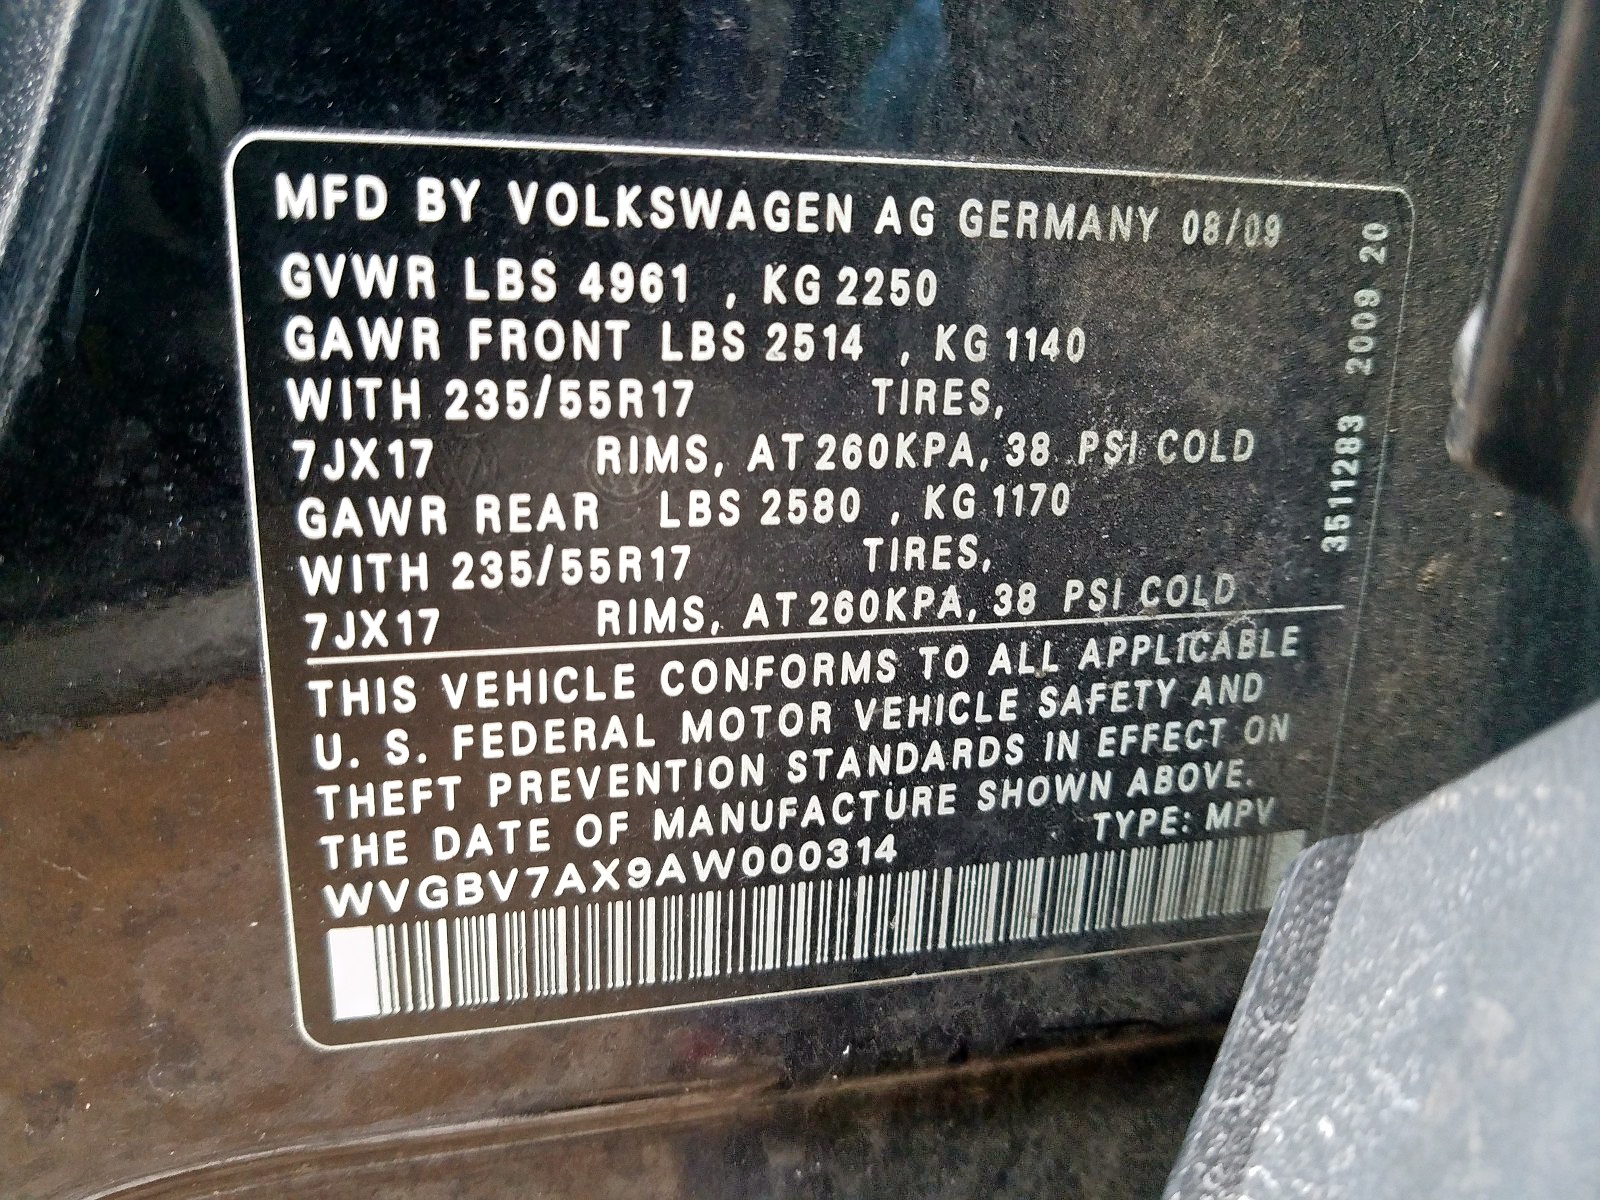 MFD BY VOLKSWAGEN AG GERMANY 08/09
GVWR LBS 4961 , KG 2250
GAWR FRONT LBS 2514 , KG 1140
WITH 235/55R17 TIRES,
7JX17 RIMS, AT 260KPA, 38 PSI COLD
GAWR REAR LBS 2580 , KG 1170
WITH 235/55R17 TIRES,
7JX17 RIMS, AT 260KPA, 38 PSI COLD
THIS VEHICLE CONFORMS TO ALL APPLICABLE
U. S. FEDERAL MOTOR VEHICLE SAFETY AND
THEFT PREVENTION STANDARDS IN EFFECT ON
THE DATE OF MANUFACTURE SHOWN ABOVE.
WVGBV7AX9AW000314 TYPE: MPV
3511283 2009 20